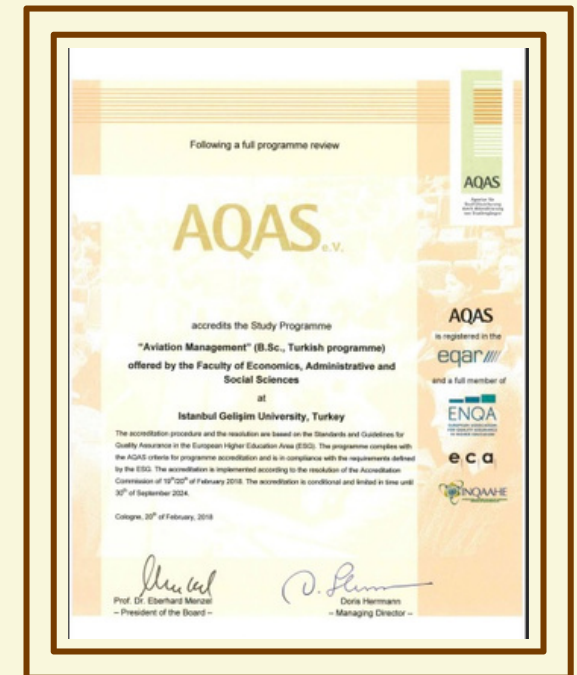 Following a full programme review
AQAS e.V.
accredits the Study Programme
"Aviation Management" (B.Sc., Turkish programme)
offered by the Faculty of Economics, Administrative and
Social Sciences
at
Istanbul Gelişim University, Turkey
The accreditation procedure and the resolution are based on the Standards and Guidelines for
Quality Assurance in the European Higher Education Area (ESG). The programme complies with
the AQAS criteria for programme accreditation and is in compliance with the requirements defined
by the ESG. The accreditation is implemented according to the resolution of the Accreditation
Commission of 19th/20th of February 2018. The accreditation is conditional and limited in time until
30th of September 2024.
Cologne, 20th of February, 2018
Prof. Dr. Eberhard Menzel
– President of the Board –
Doris Herrmann
– Managing Director –
AQAS
AQAS
is registered in the
eqar
and a full member of
ENQA
e c a
INQAAHE